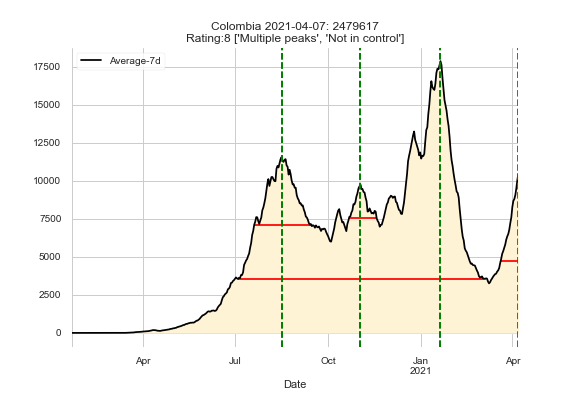 Colombia 2021-04-07: 2479617
Rating:8 ['Multiple peaks', 'Not in control']
Average-7d
17500
15000
12500
10000
7500
5000
2500
0
Apr
Jul
Oct
Jan
2021
Apr
Date